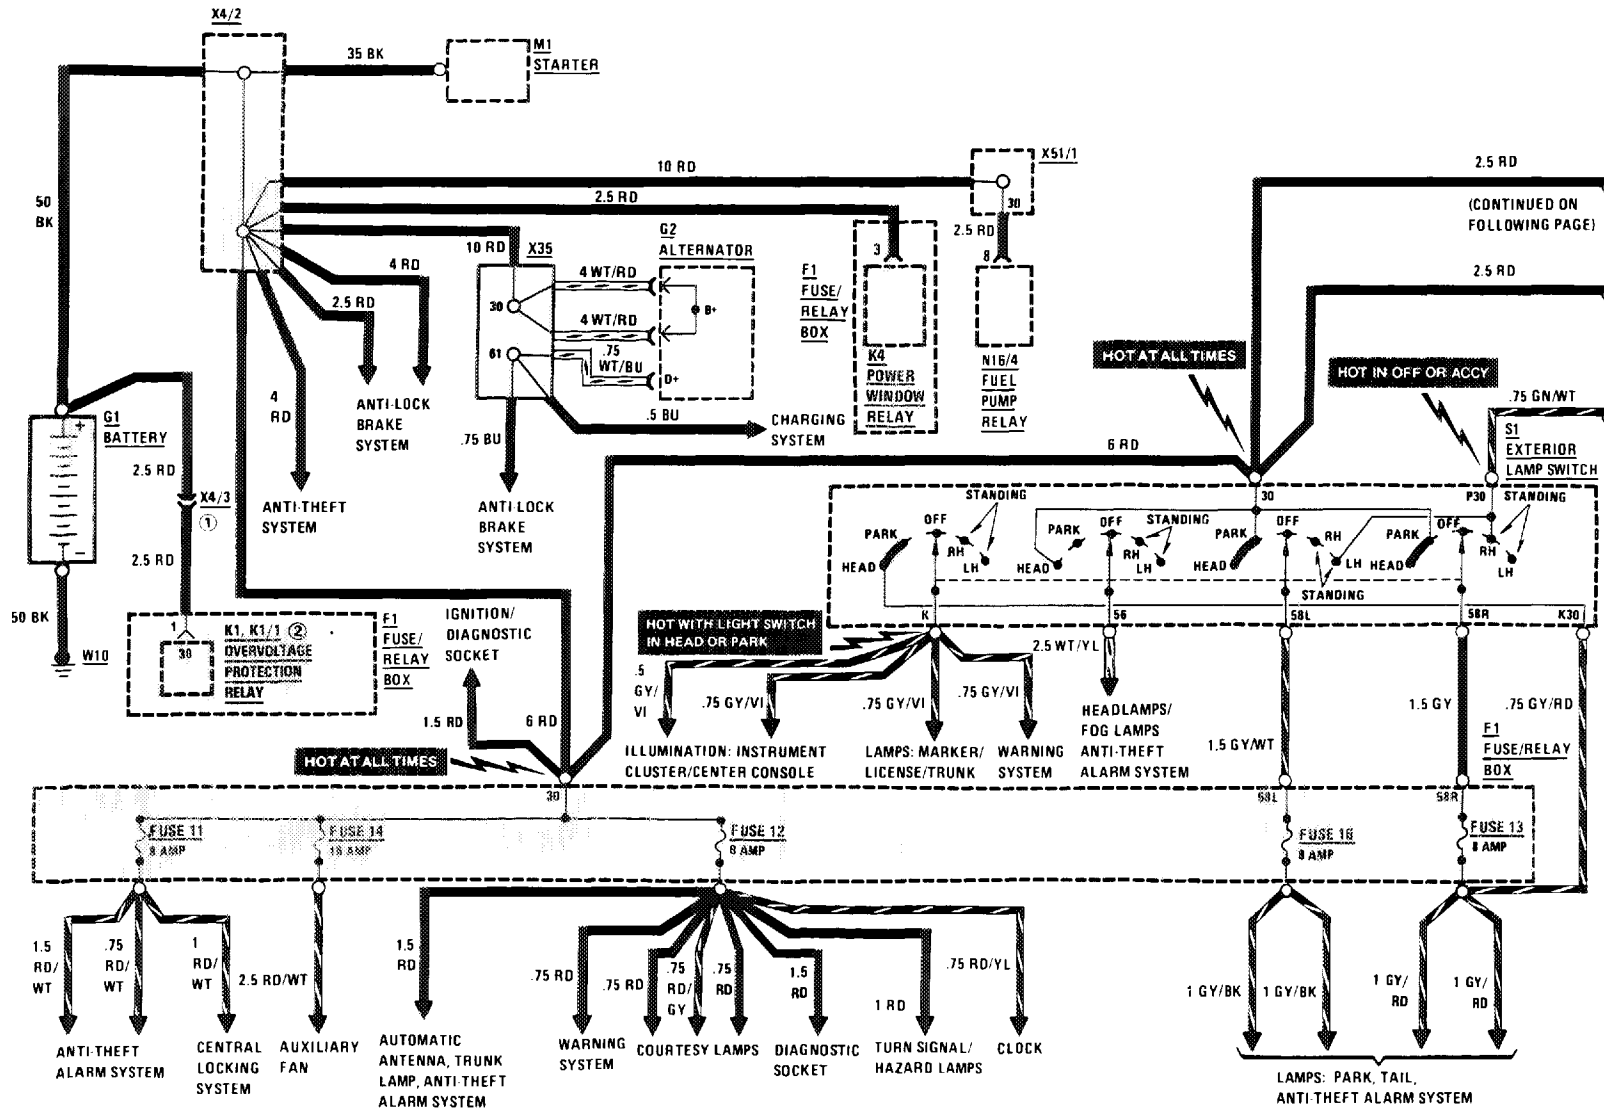 X4/2
35 BK
M1
STARTER
50
BK
10 RD
X51/1
30
2.5 RD
2.5 RD
8
2.5 RD
(CONTINUED ON
FOLLOWING PAGE)
2.5 RD
10 RD
X35
G2
ALTERNATOR
4 WT/RD
30
B+
4 WT/RD
61
.75
WT/BU
D+
4 RD
2.5 RD
4
RD
ANTI-LOCK
BRAKE
SYSTEM
.75 BU
.5 BU
CHARGING
SYSTEM
3
F1
FUSE/
RELAY
BOX
K4
POWER
WINDOW
RELAY
N16/4
FUEL
PUMP
RELAY
HOT AT ALL TIMES
HOT IN OFF OR ACCY
.75 GN/WT
S1
EXTERIOR
LAMP SWITCH
6 RD
+
G1
BATTERY
-
2.5 RD
X4/3
1
2.5 RD
ANTI-THEFT
SYSTEM
ANTI-LOCK
BRAKE
SYSTEM
50 BK
W10
1
30
K1, K1/1 2
OVERVOLTAGE
PROTECTION
RELAY
F1
FUSE/
RELAY
BOX
IGNITION/
DIAGNOSTIC
SOCKET
1.5 RD
6 RD
HOT AT ALL TIMES
30
P30
STANDING
STANDING
OFF
PARK
HEAD
RH
LH
STANDING
OFF
PARK
HEAD
RH
LH
OFF
PARK
HEAD
RH
LH
STANDING
OFF
PARK
HEAD
RH
LH
K
56
58L
58R
K30
HOT WITH LIGHT SWITCH
IN HEAD OR PARK
.5
GY/
VI
.75 GY/VI
.75 GY/VI
.75 GY/VI
2.5 WT/YL
ILLUMINATION: INSTRUMENT
CLUSTER/CENTER CONSOLE
LAMPS: MARKER/
LICENSE/TRUNK
WARNING
SYSTEM
HEADLAMPS/
FOG LAMPS
ANTI-THEFT
ALARM SYSTEM
1.5 GY/WT
1.5 GY
.75 GY/RD
F1
FUSE/RELAY
BOX
30
58L
58R
FUSE 11
8 AMP
FUSE 14
16 AMP
FUSE 12
8 AMP
FUSE 16
8 AMP
FUSE 13
8 AMP
1.5
RD/
WT
.75
RD/
WT
1
RD/
WT
2.5 RD/WT
1.5
RD
.75 RD
.75 RD
.75
RD/
GY
.75
RD
1.5
RD
1 RD
.75 RD/YL
1 GY/BK
1 GY/BK
1 GY/
RD
1 GY/
RD
ANTI-THEFT
ALARM SYSTEM
CENTRAL
LOCKING
SYSTEM
AUXILIARY
FAN
AUTOMATIC
ANTENNA, TRUNK
LAMP, ANTI-THEFT
ALARM SYSTEM
WARNING
SYSTEM
COURTESY LAMPS
DIAGNOSTIC
SOCKET
TURN SIGNAL/
HAZARD LAMPS
CLOCK
LAMPS: PARK, TAIL,
ANTI-THEFT ALARM SYSTEM